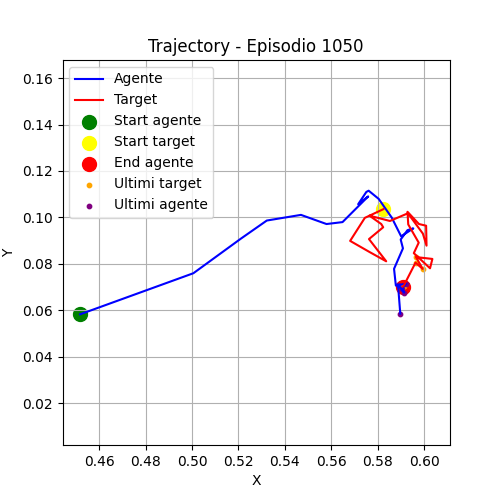 Trajectory - Episodio 1050
Agente
Target
Start agente
Start target
End agente
Ultimi target
Ultimi agente
0.16
0.14
0.12
0.10
0.08
0.06
0.04
0.02
Y
0.46 0.48 0.50 0.52 0.54 0.56 0.58 0.60
X